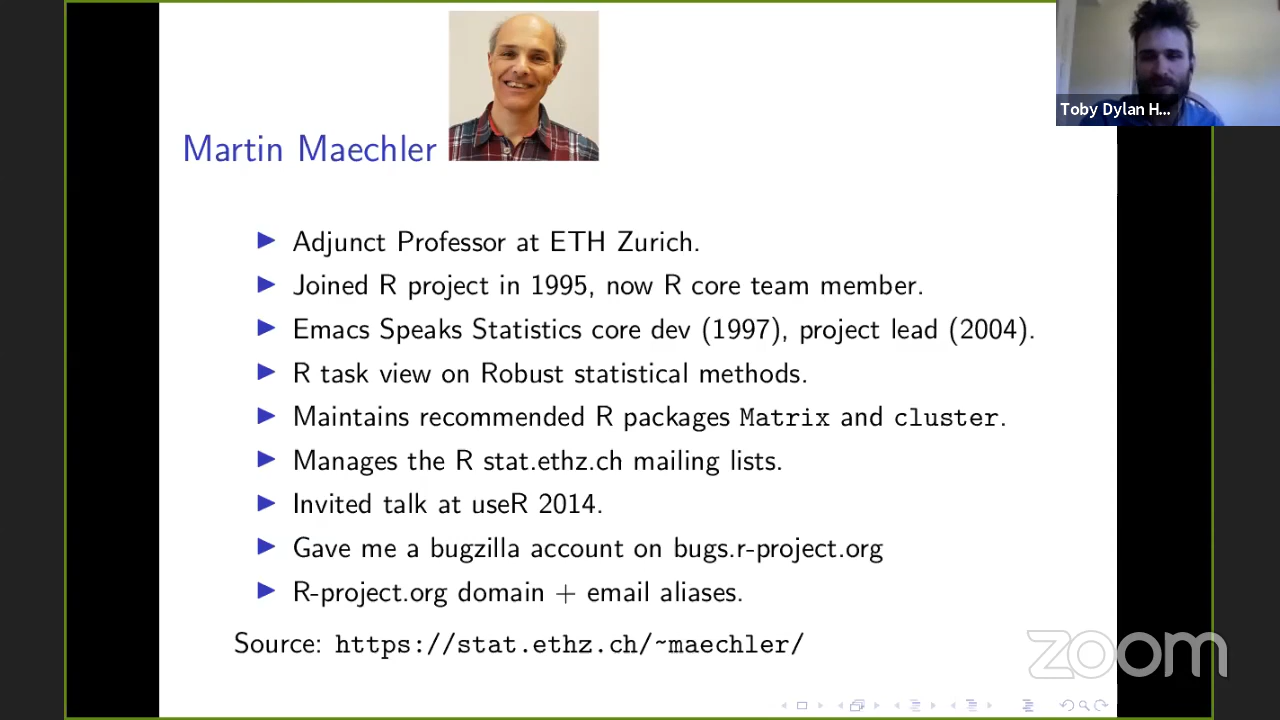 Toby Dylan H...
Martin Maechler
Adjunct Professor at ETH Zurich.
Joined R project in 1995, now R core team member.
Emacs Speaks Statistics core dev (1997), project lead (2004).
R task view on Robust statistical methods.
Maintains recommended R packages Matrix and cluster.
Manages the R stat.ethz.ch mailing lists.
Invited talk at useR 2014.
Gave me a bugzilla account on bugs.r-project.org
R-project.org domain + email aliases.
Source: https://stat.ethz.ch/~maechler/
zoom